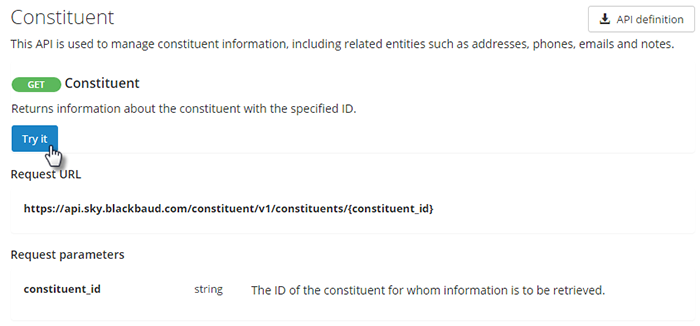 Constituent
API definition
This API is used to manage constituent information, including related entities such as addresses, phones, emails and notes.
GET Constituent
Returns information about the constituent with the specified ID.
Try it
Request URL
https://api.sky.blackbaud.com/constituent/v1/constituents/{constituent_id}
Request parameters
constituent_id string The ID of the constituent for whom information is to be retrieved.